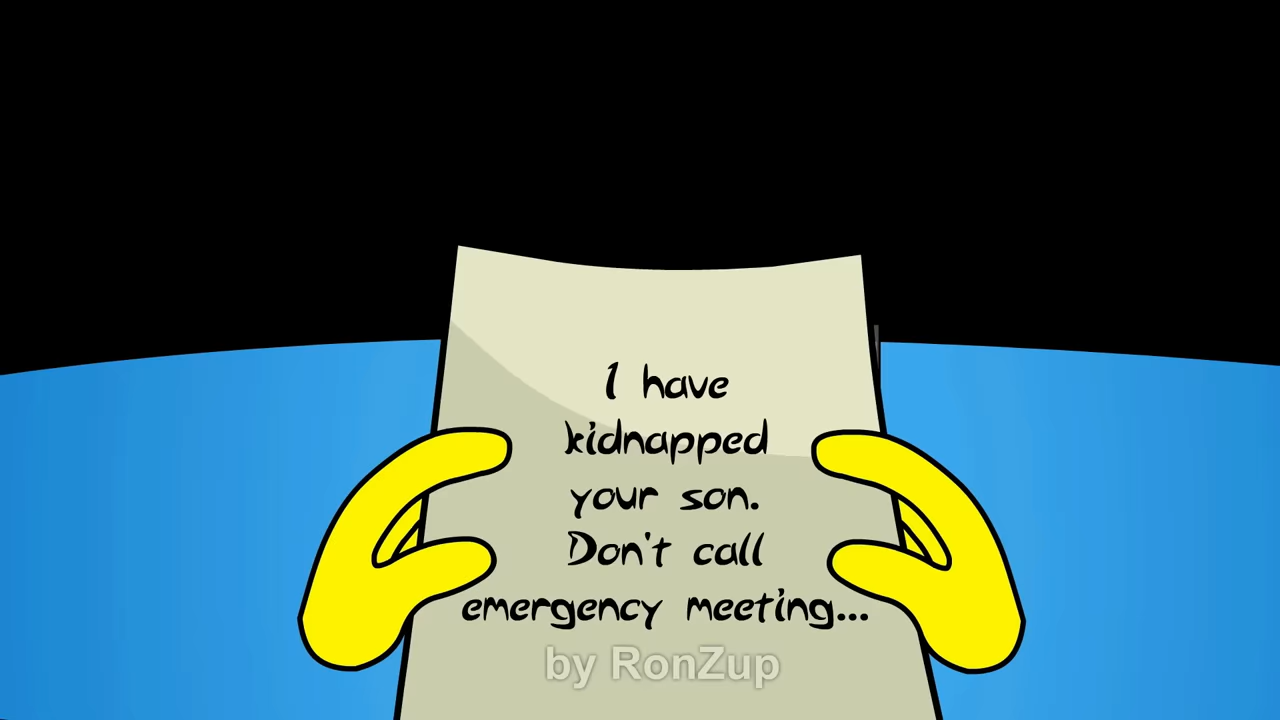 I have
kidnapped
your son.
Don't call
emergency meeting...
by RonZup